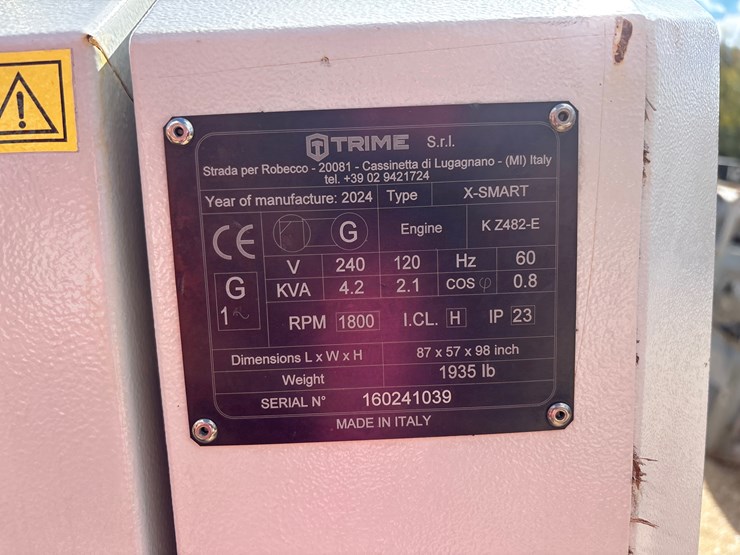 TRIME S.r.l.
Strada per Robecco - 20081 - Cassinetta di Lugagnano - (MI) Italy
tel. +39 02 9421724
Year of manufacture: 2024 Type X-SMART
CE G Engine K Z482-E
V 240 120 Hz 60
G KVA 4.2 2.1 COS φ 0.8
1~ RPM 1800 I.CL. H IP 23
Dimensions L x W x H 87 x 57 x 98 inch
Weight 1935 lb
SERIAL N° 160241039
MADE IN ITALY